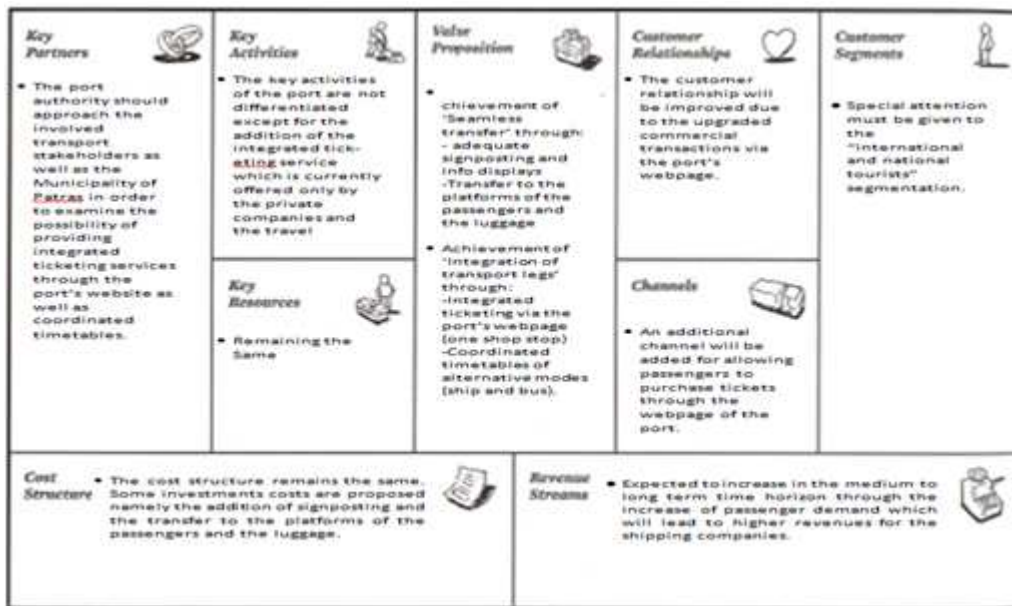 Key
Partners
• The port
authority should
approach the
involved
transport
stakeholders as
well as the
Municipality of
Patras in order
to examine the
possibility of
providing
integrated
ticketing services
through the
port's website as
well as
coordinated
timetables.
Key
Activities
• The key activities
of the port are not
differentiated
except for the
addition of the
integrated tick-
eting service
which is currently
offered only by
the private
companies and
the travel
Key
Resources
• Remaining the
Same
Value
Proposition
•
chievement of
'Seamless
transfer' through:
- adequate
signposting and
info displays
-Transfer to the
platforms of the
passengers and
the luggage
• Achievement of
'Integration of
transport legs'
through:
-Integrated
ticketing via the
port's webpage
(one shop stop)
-Coordinated
timetables of
alternative modes
(ship and bus).
Customer
Relationships
• The customer
relationship will
be improved due
to the upgraded
commercial
transactions via
the port's
webpage.
Channels
• An additional
channel will be
added for allowing
passengers to
purchase tickets
through the
webpage of the
port.
Customer
Segments
• Special attention
must be given to
the
"international
and national
tourists"
segmentation.
Cost
Structure
• The cost structure remains the same.
Some investments costs are proposed
namely the addition of signposting and
the transfer to the platforms of the
passengers and the luggage.
Revenue
Streams
• Expected to increase in the medium to
long term time horizon through the
increase of passenger demand which
will lead to higher revenues for the
shipping companies.